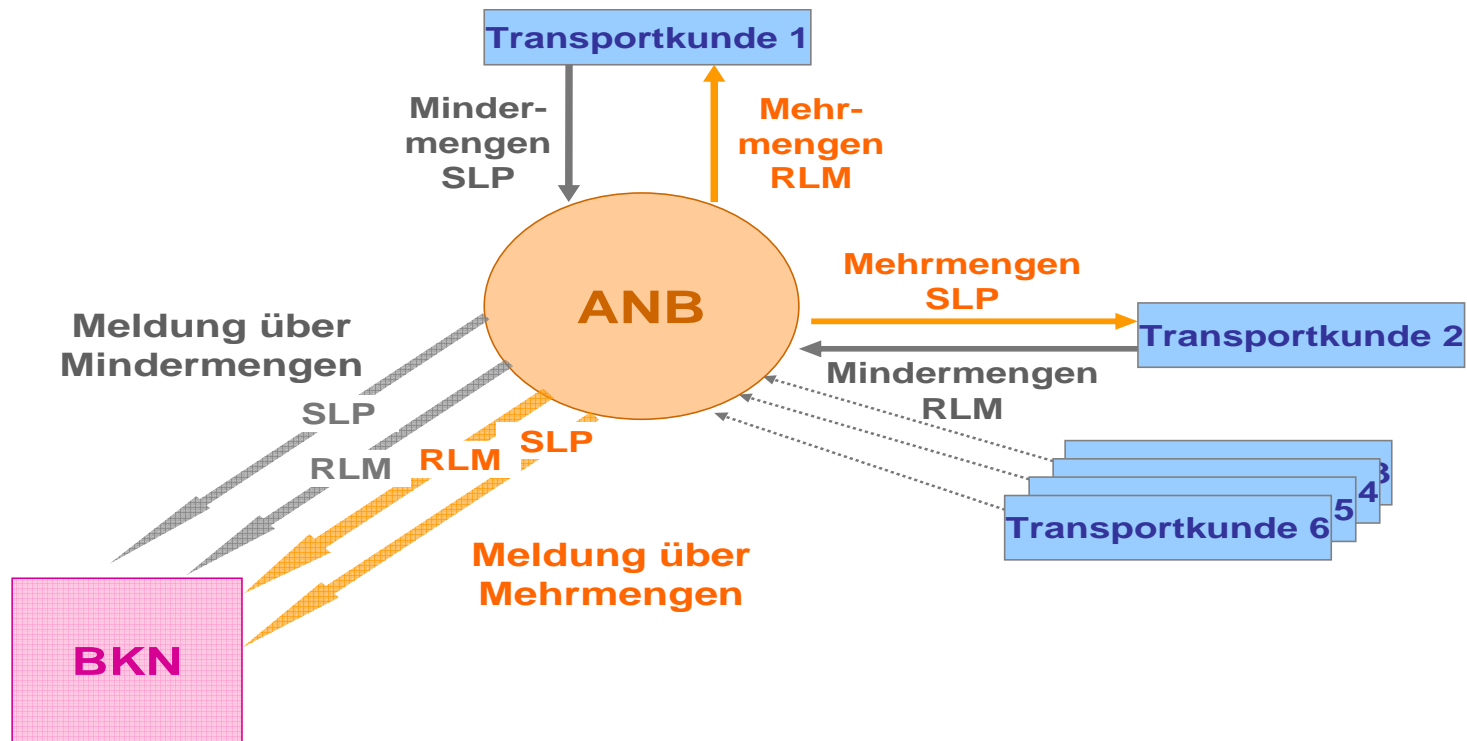 Transportkunde 1
Minder-
mengen
SLP
Mehr-
mengen
RLM
ANB
Mehrmengen
SLP
Transportkunde 2
Mindermengen
RLM
Meldung über
Mindermengen
SLP
RLM
RLM
SLP
3
4
5
Transportkunde 6
Meldung über
Mehrmengen
BKN